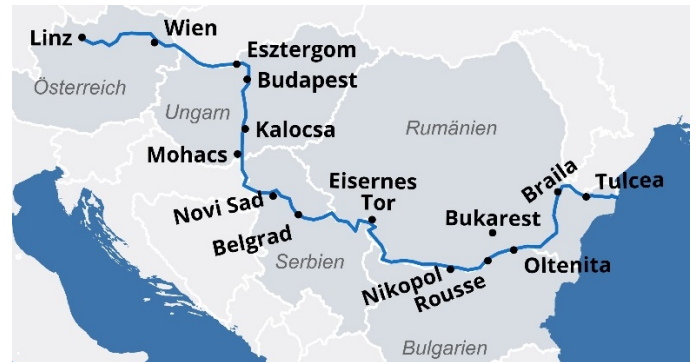 Linz
Wien
Esztergom
Budapest
Österreich
Ungarn
Kalocsa
Rumänien
Mohacs
Eisernes
Tor
Braila
Tulcea
Novi Sad
Bukarest
Belgrad
Serbien
Nikopol
Rousse
Oltenita
Bulgarien